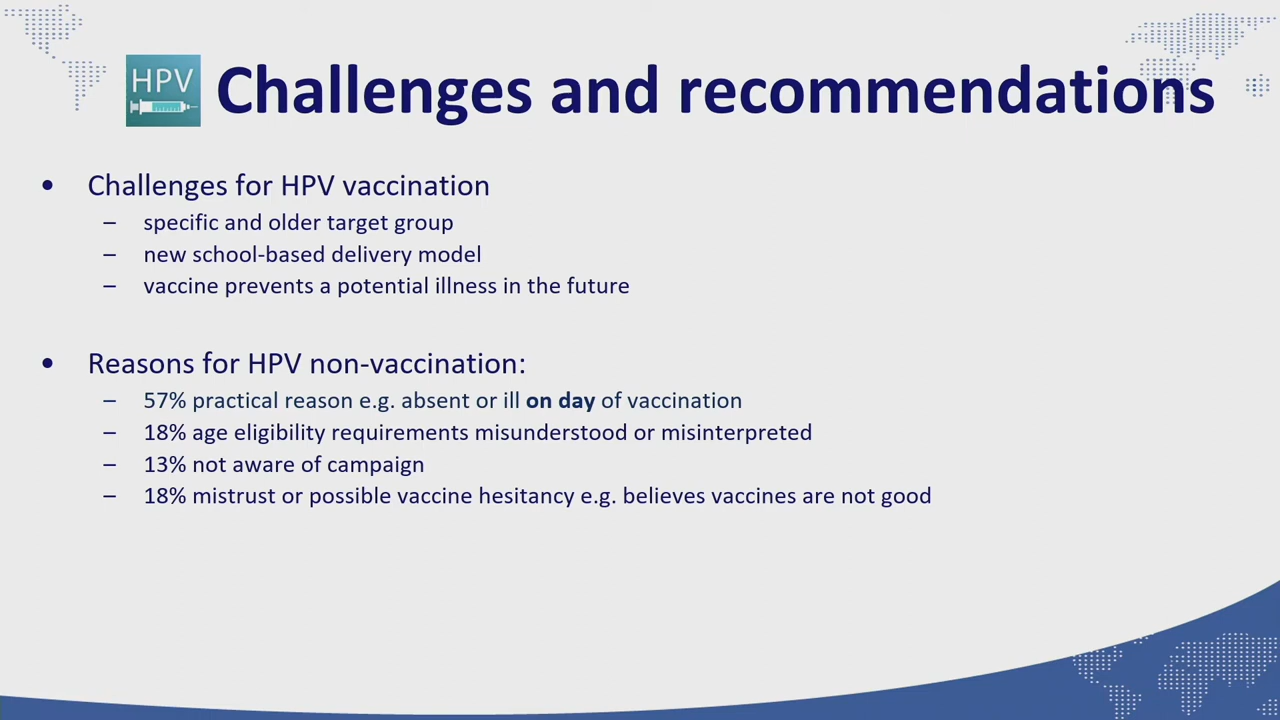 HPV
Challenges and recommendations
• Challenges for HPV vaccination
– specific and older target group
– new school-based delivery model
– vaccine prevents a potential illness in the future
• Reasons for HPV non-vaccination:
– 57% practical reason e.g. absent or ill on day of vaccination
– 18% age eligibility requirements misunderstood or misinterpreted
– 13% not aware of campaign
– 18% mistrust or possible vaccine hesitancy e.g. believes vaccines are not good